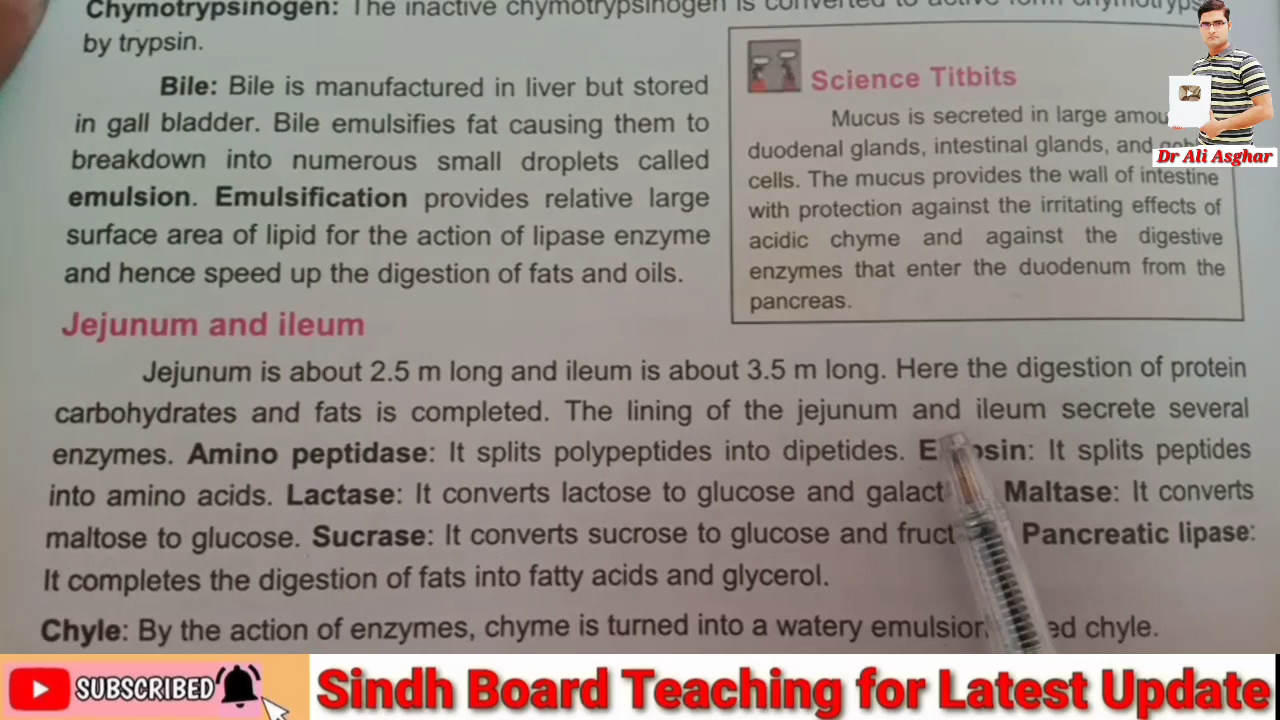 Chymotrypsinogen: The inactive chymotrypsinogen is converted to active form chymotryps
by trypsin.
Bile: Bile is manufactured in liver but stored
in gall bladder. Bile emulsifies fat causing them to
breakdown into numerous small droplets called
emulsion. Emulsification provides relative large
surface area of lipid for the action of lipase enzyme
and hence speed up the digestion of fats and oils.
Science Titbits
Mucus is secreted in large amou
duodenal glands, intestinal glands, and
cells. The mucus provides the wall of intestine
with protection against the irritating effects of
acidic chyme and against the digestive
enzymes that enter the duodenum from the
pancreas.
Dr Ali Asghar
Jejunum and ileum
Jejunum is about 2.5 m long and ileum is about 3.5 m long. Here the digestion of protein
carbohydrates and fats is completed. The lining of the jejunum and ileum secrete several
enzymes. Amino peptidase: It splits polypeptides into dipetides. E osin: It splits peptides
into amino acids. Lactase: It converts lactose to glucose and galact Maltase: It converts
maltose to glucose. Sucrase: It converts sucrose to glucose and fruct Pancreatic lipase:
It completes the digestion of fats into fatty acids and glycerol.
Chyle: By the action of enzymes, chyme is turned into a watery emulsion ed chyle.
SUBSCRIBED
Sindh Board Teaching for Latest Update